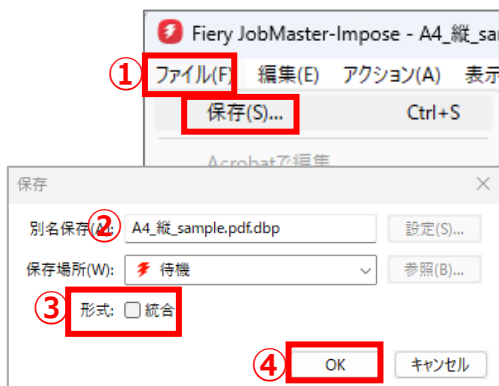 Fiery JobMaster-Impose - A4_縦_sa
① ファイル(F) 編集(E) アクション(A) 表示
保存(S)... Ctrl+S
Acrobatで編集
保存
別名保存(A): ② A4_縦_sample.pdf.dbp 設定(S)...
保存場所(W): 待機 参照(B)...
③ 形式: 統合
④ OK キャンセル